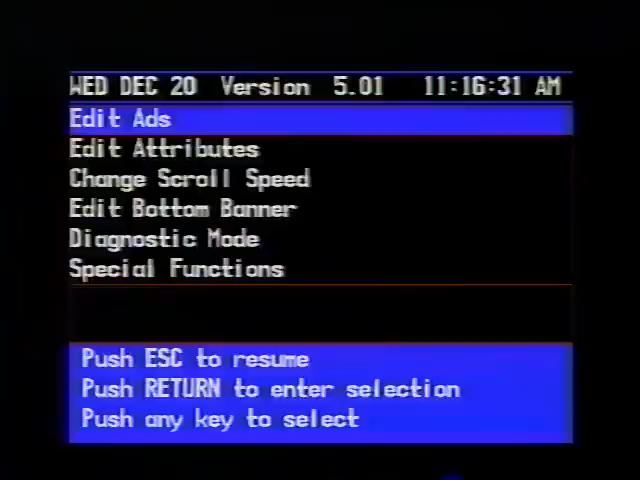 WED DEC 20 Version 5.01 11:16:31 AM
Edit Ads
Edit Attributes
Change Scroll Speed
Edit Bottom Banner
Diagnostic Mode
Special Functions
Push ESC to resume
Push RETURN to enter selection
Push any key to select